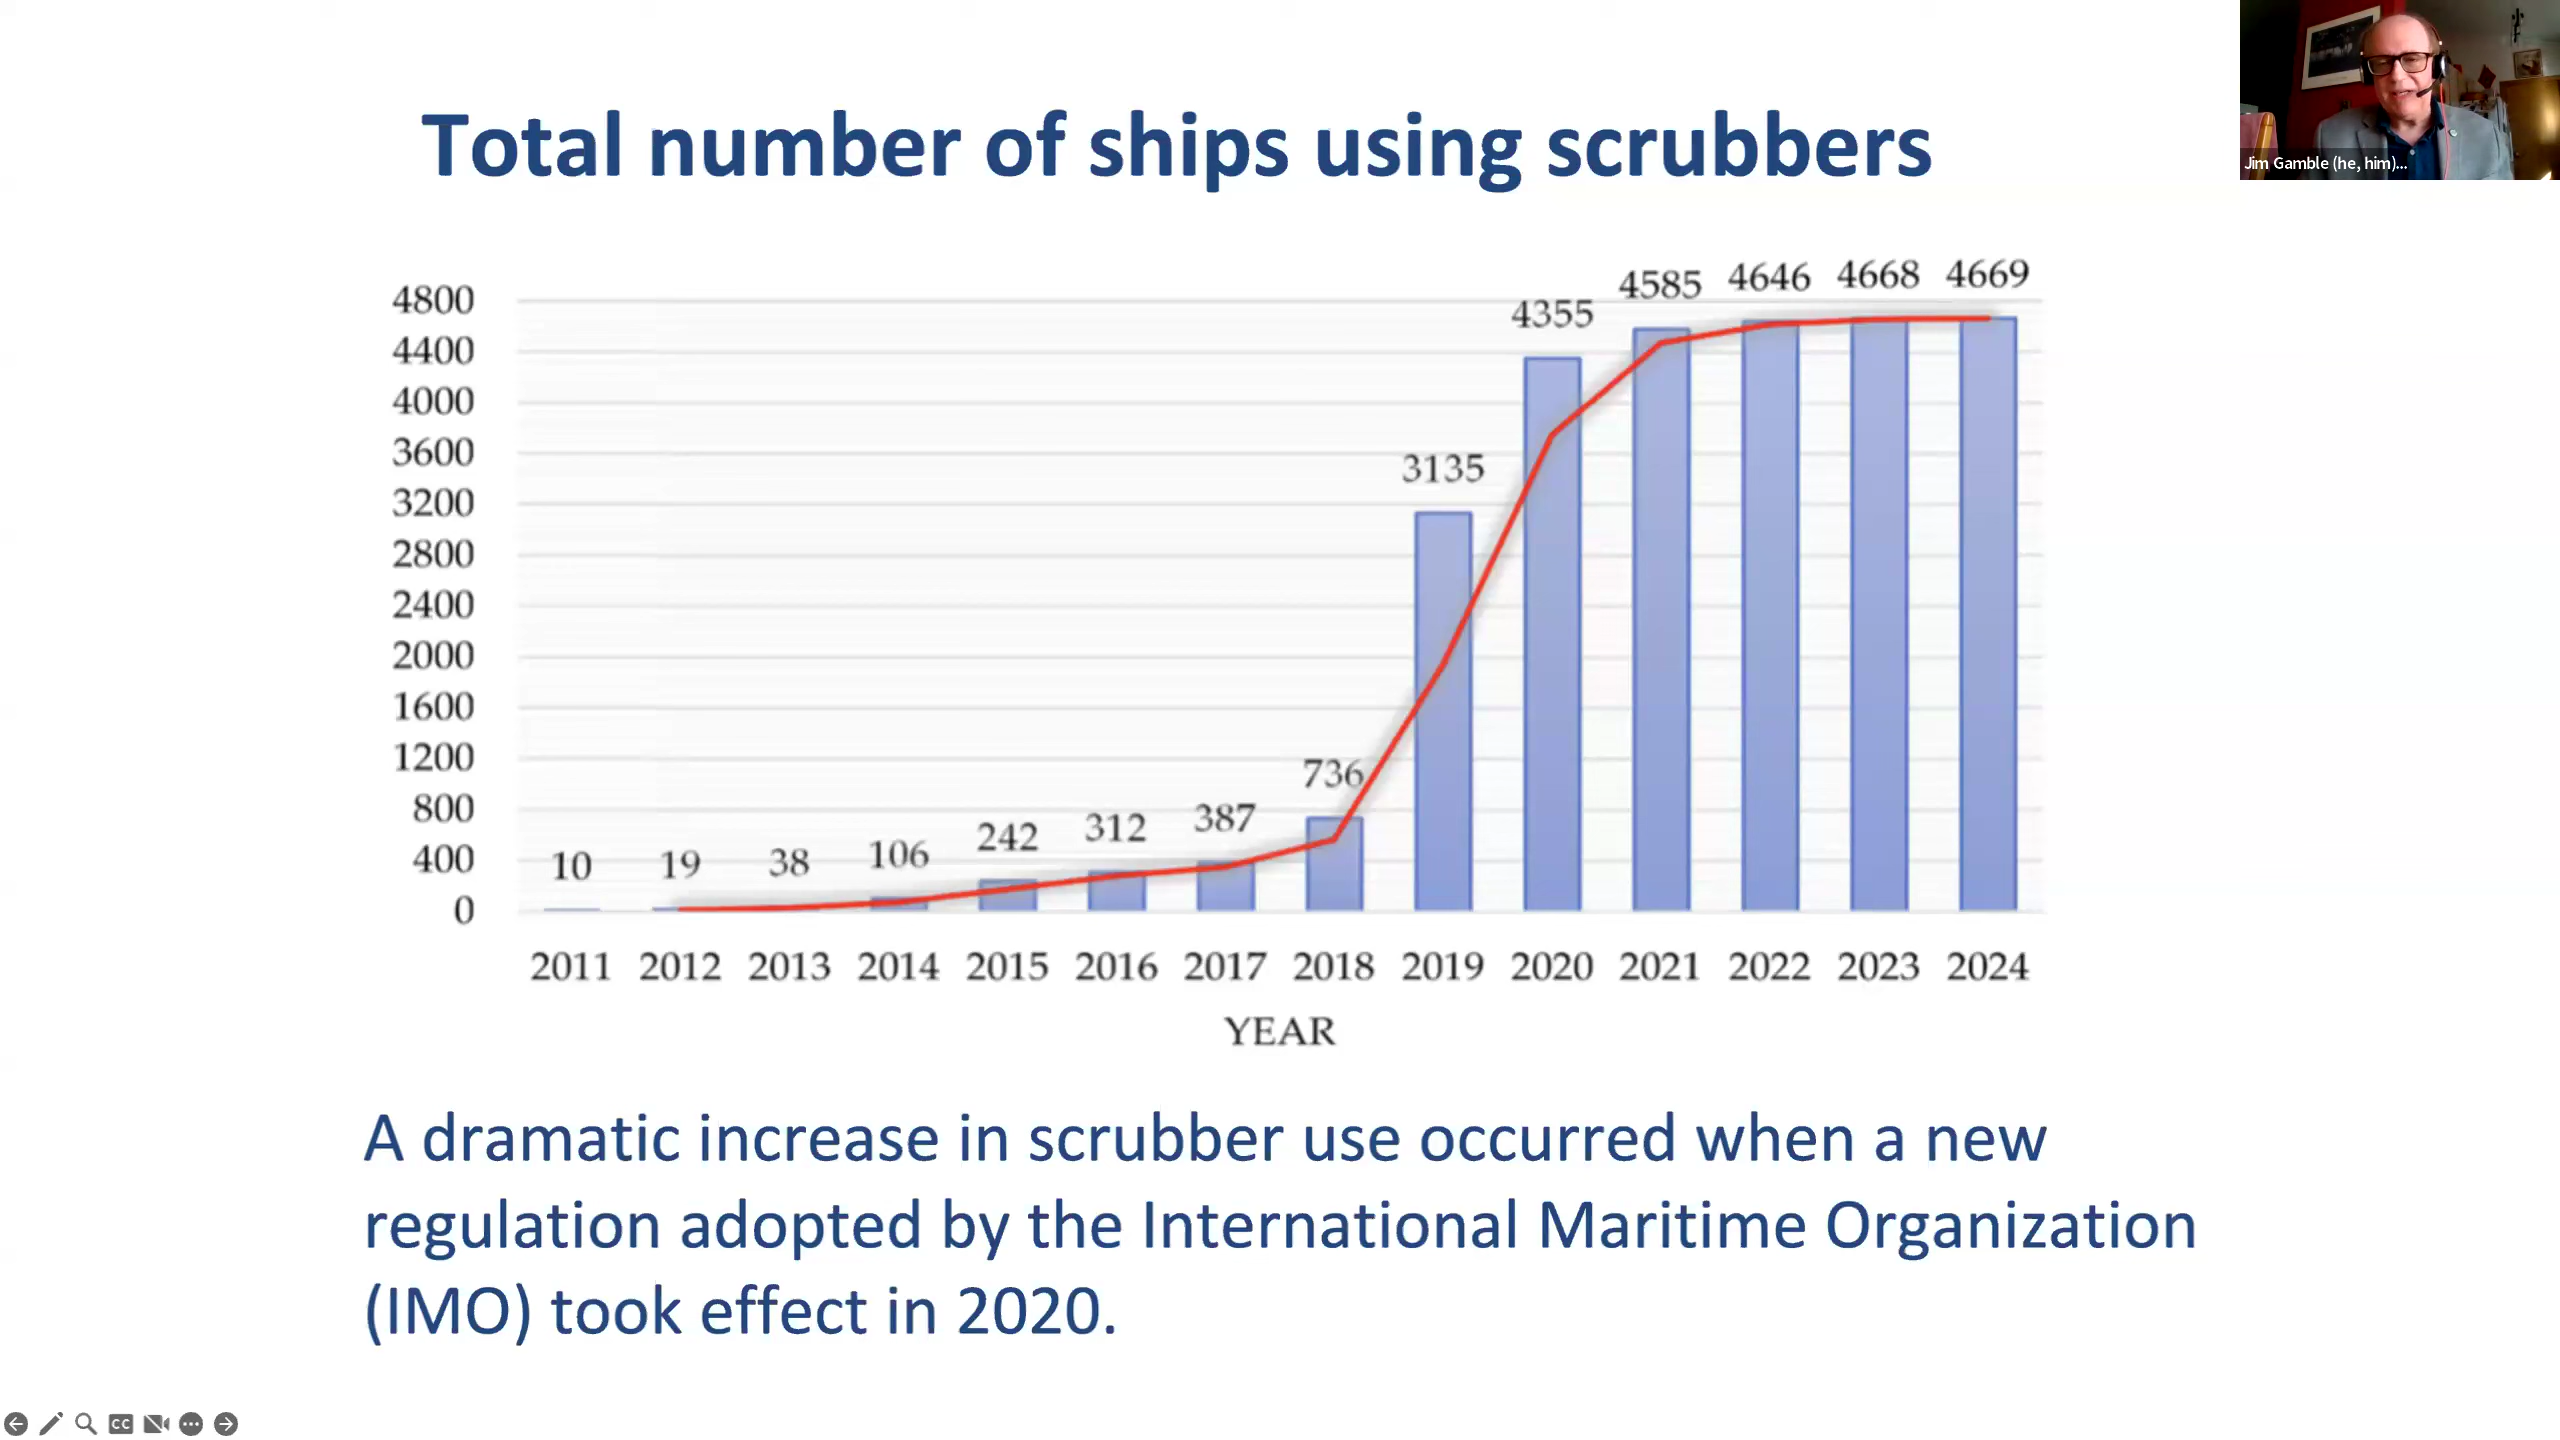 Total number of ships using scrubbers
Jim Gamble (he, him)...
4800
4400
4000
3600
3200
2800
2400
2000
1600
1200
800
400
0
10 19 38 106 242 312 387 736 3135 4355 4585 4646 4668 4669
2011 2012 2013 2014 2015 2016 2017 2018 2019 2020 2021 2022 2023 2024
YEAR
A dramatic increase in scrubber use occurred when a new
regulation adopted by the International Maritime Organization
(IMO) took effect in 2020.
CC